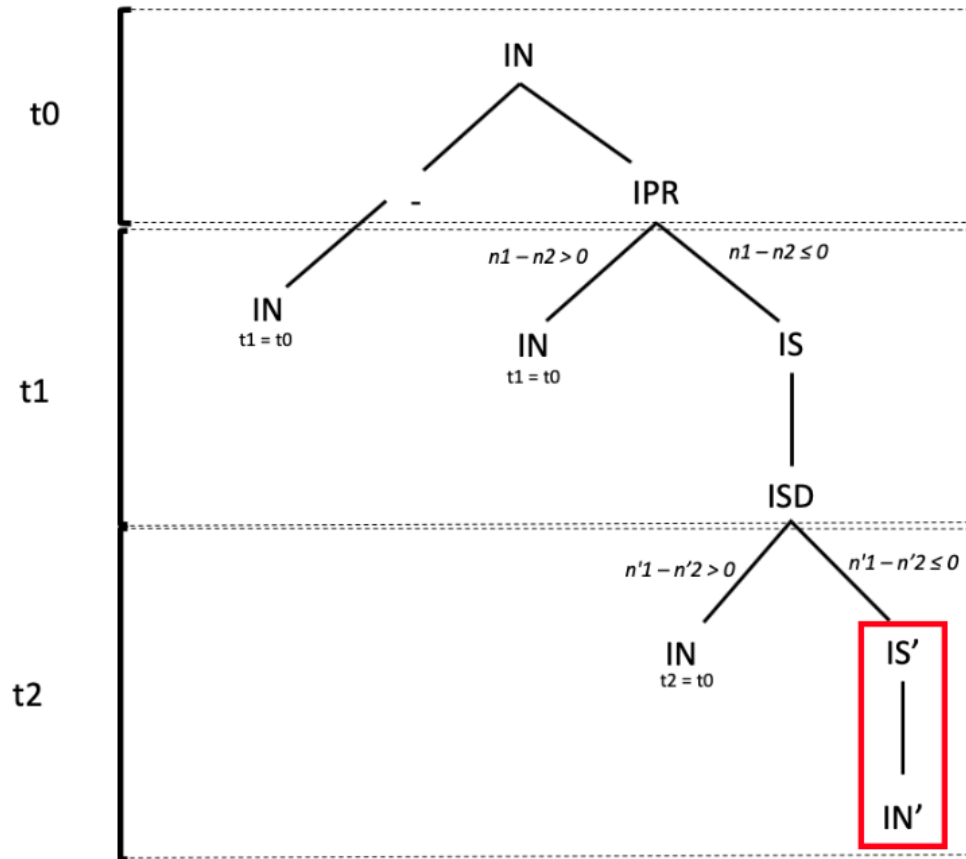 IN
t0
-
IPR
n1 – n2 > 0
n1 – n2 ≤ 0
IN
t1 = t0
IN
t1 = t0
IS
t1
ISD
n'1 – n'2 > 0
n'1 – n'2 ≤ 0
IN
t2 = t0
IS’
t2
IN’